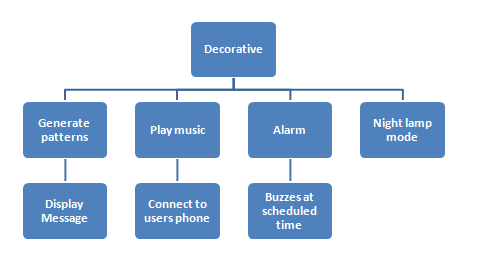 Decorative
Generate
patterns
Play music
Alarm
Night lamp
mode
Display
Message
Connect to
users phone
Buzzes at
scheduled
time